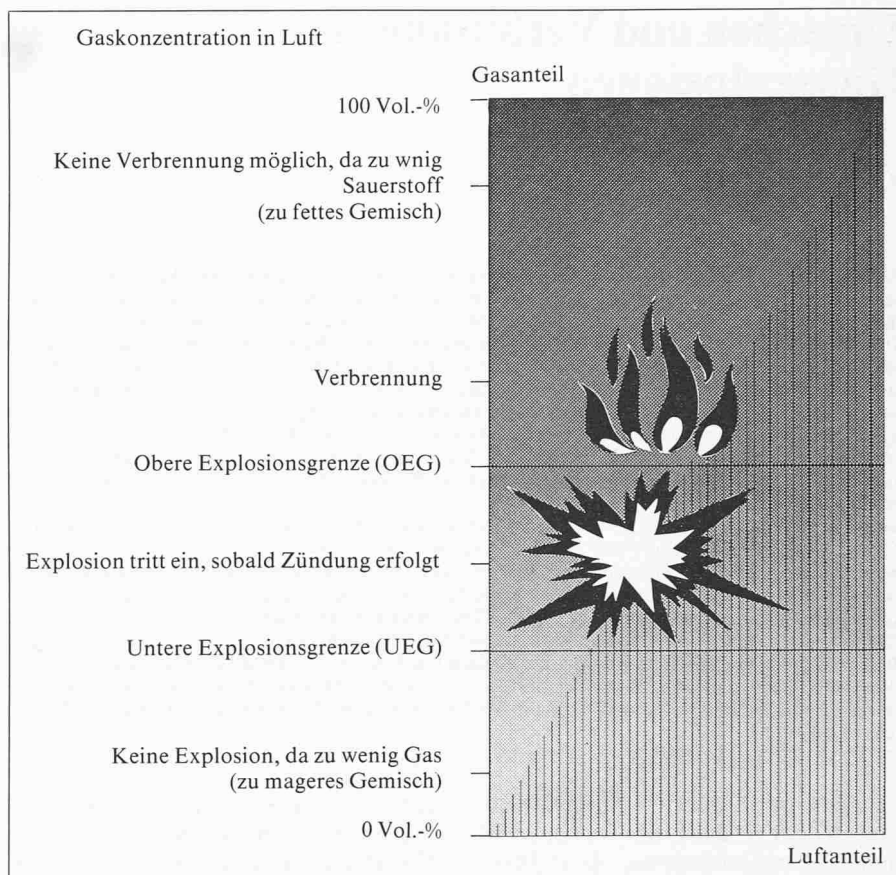 Gaskonzentration in Luft
Gasanteil
100 Vol.-%
Keine Verbrennung möglich, da zu wnig
Sauerstoff
(zu fettes Gemisch)
Verbrennung
Obere Explosionsgrenze (OEG)
Explosion tritt ein, sobald Zündung erfolgt
Untere Explosionsgrenze (UEG)
Keine Explosion, da zu wenig Gas
(zu mageres Gemisch)
0 Vol.-%
Luftanteil